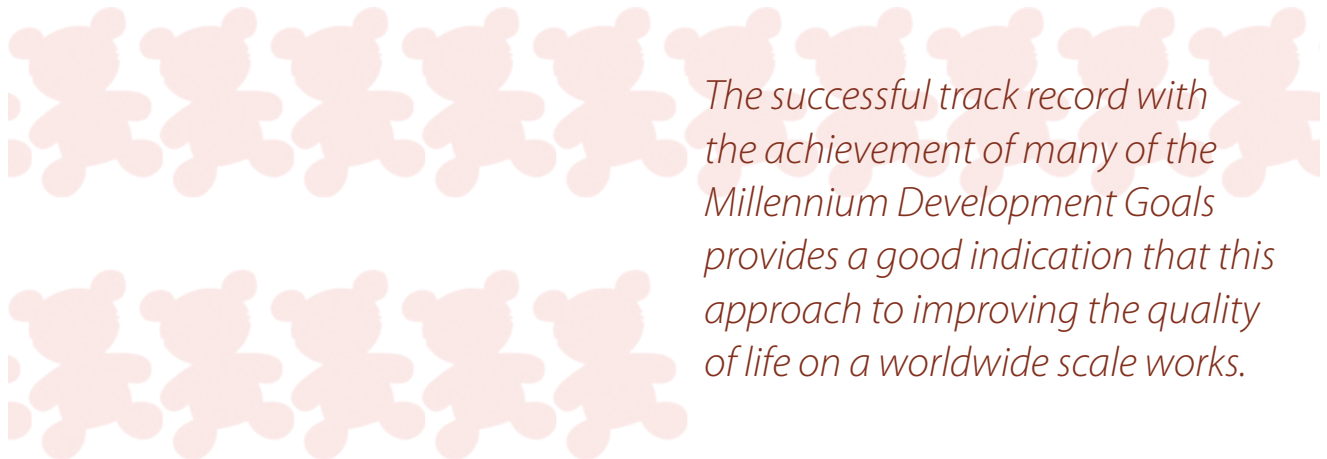 The successful track record with
the achievement of many of the
Millennium Development Goals
provides a good indication that this
approach to improving the quality
of life on a worldwide scale works.